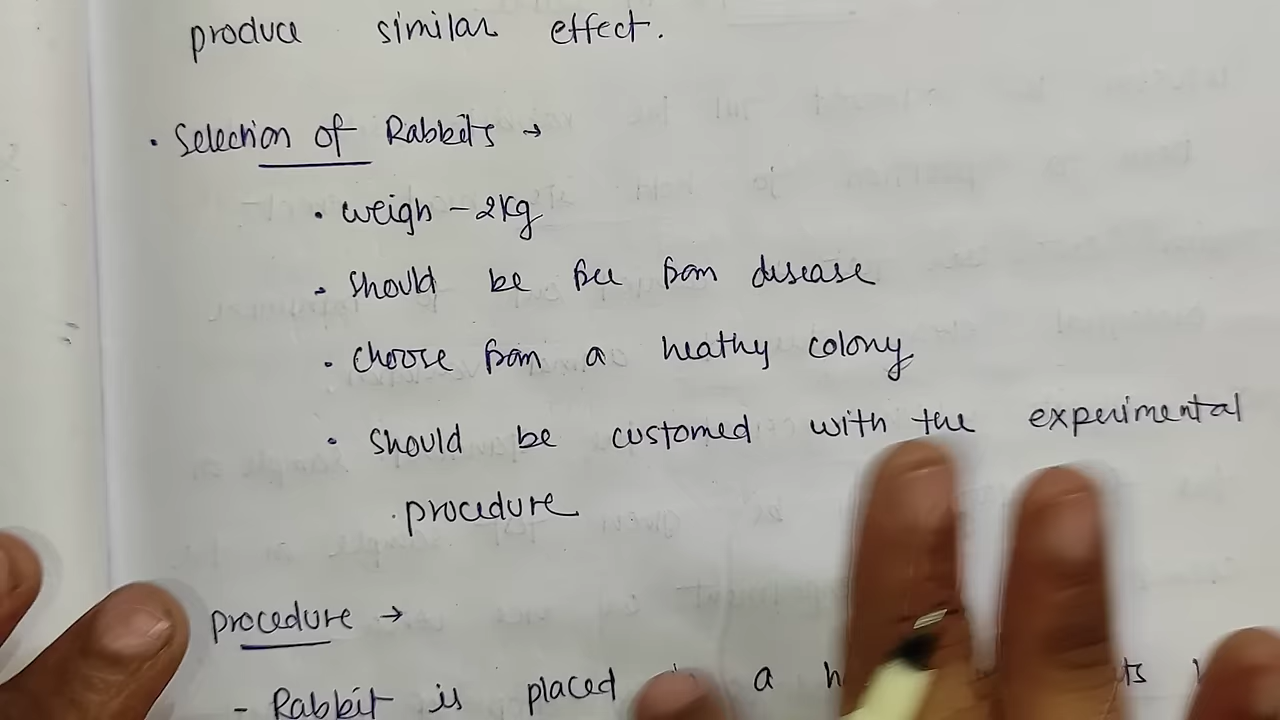 produce similar effect.
• Selection of Rabbits →
• weigh - 2kg
• should be free from disease
• choose from a heathy colony
• should be customed with the experimental
procedure
procedure →
- Rabbit is placed a